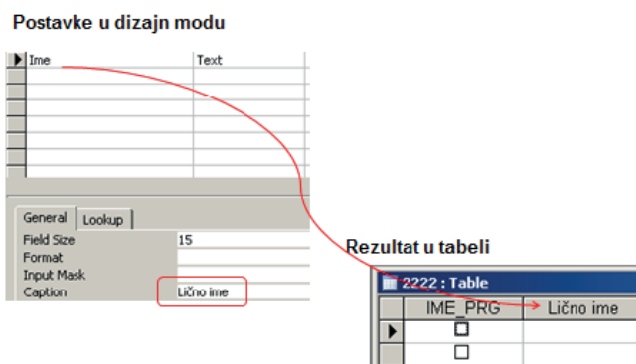 Postavke u dizajn modu
Ime Text
General Lookup
Field Size 15
Format
Input Mask
Caption Lično ime
Rezultat u tabeli
2222 : Table
IME_PRG Lično ime